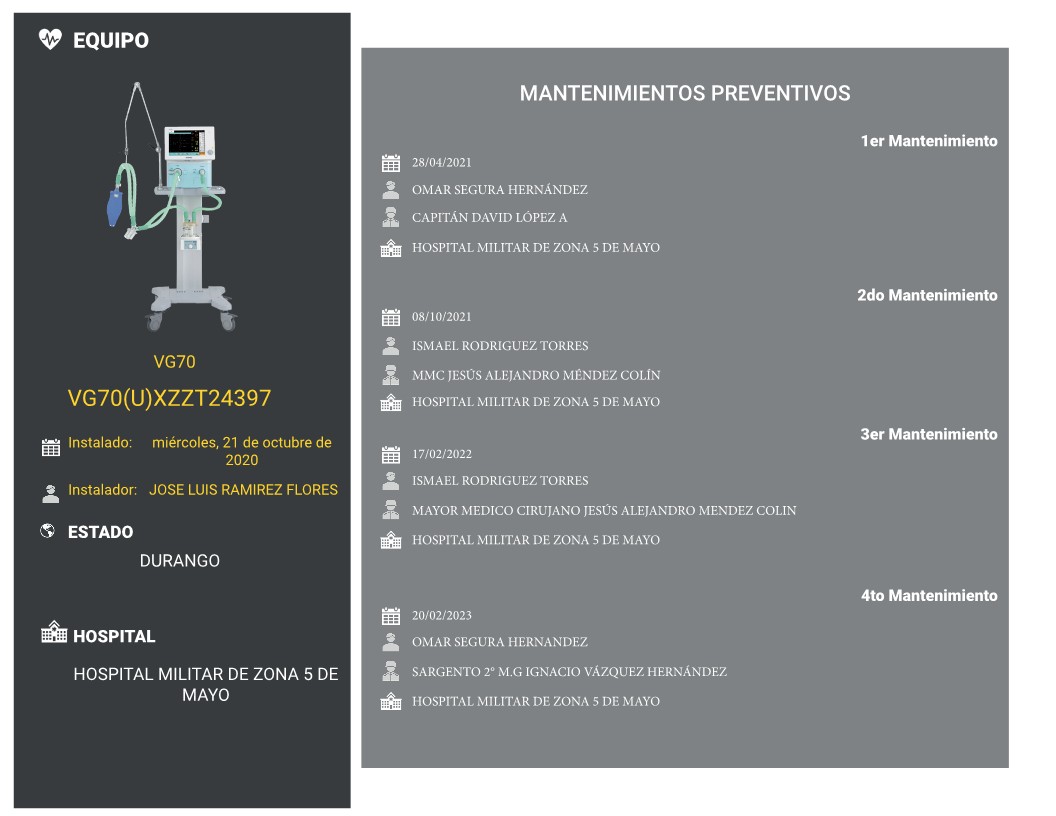 EQUIPO
VG70
VG70(U)XZZT24397
Instalado: miércoles, 21 de octubre de
2020
Instalador: JOSE LUIS RAMIREZ FLORES
ESTADO
DURANGO
HOSPITAL
HOSPITAL MILITAR DE ZONA 5 DE
MAYO
MANTENIMIENTOS PREVENTIVOS
1er Mantenimiento
28/04/2021
OMAR SEGURA HERNÁNDEZ
CAPITÁN DAVID LÓPEZ A
HOSPITAL MILITAR DE ZONA 5 DE MAYO
2do Mantenimiento
08/10/2021
ISMAEL RODRIGUEZ TORRES
MMC JESÚS ALEJANDRO MÉNDEZ COLÍN
HOSPITAL MILITAR DE ZONA 5 DE MAYO
3er Mantenimiento
17/02/2022
ISMAEL RODRIGUEZ TORRES
MAYOR MEDICO CIRUJANO JESÚS ALEJANDRO MENDEZ COLIN
HOSPITAL MILITAR DE ZONA 5 DE MAYO
4to Mantenimiento
20/02/2023
OMAR SEGURA HERNANDEZ
SARGENTO 2° M.G IGNACIO VÁZQUEZ HERNÁNDEZ
HOSPITAL MILITAR DE ZONA 5 DE MAYO